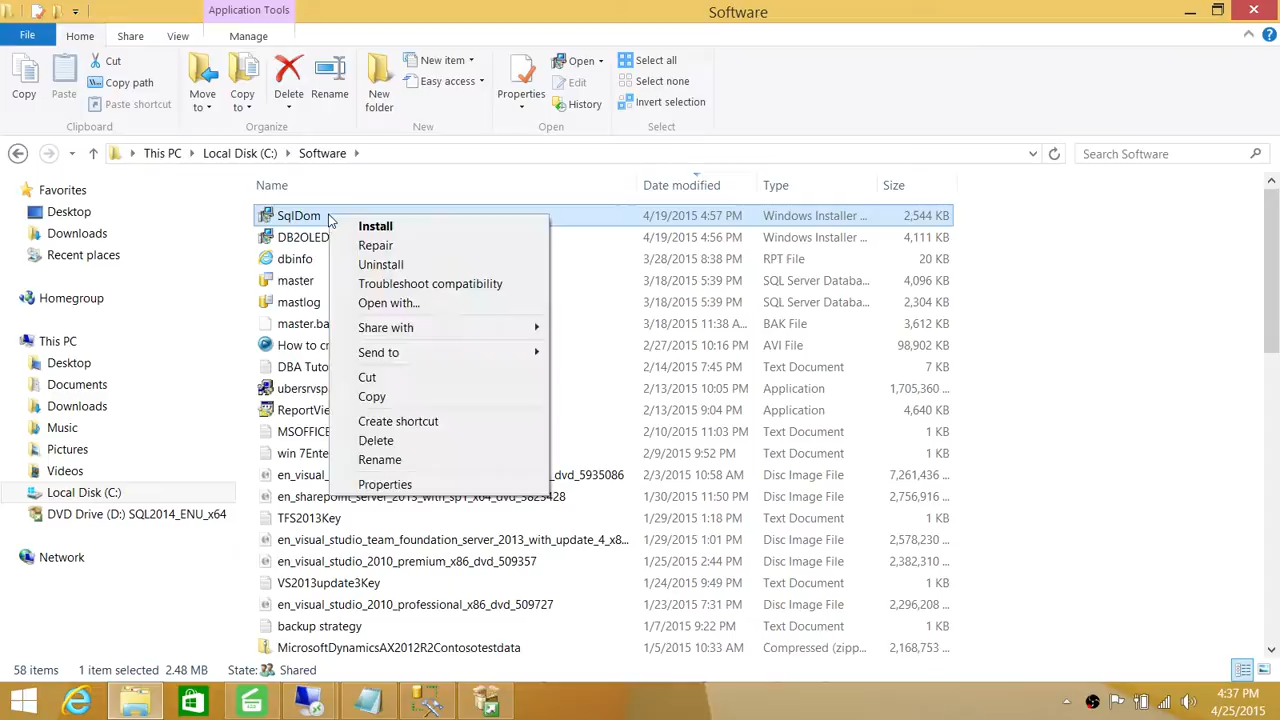 Application Tools
Software
File
Home
Share
View
Manage
Copy
Paste
Cut
Copy path
Paste shortcut
Clipboard
Move to
Copy to
Delete
Rename
Organize
New folder
New item
Easy access
New
Properties
Open
Edit
History
Open
Select all
Select none
Invert selection
Select
This PC
Local Disk (C:)
Software
Search Software
Favorites
Desktop
Downloads
Recent places
Homegroup
This PC
Desktop
Documents
Downloads
Music
Pictures
Videos
Local Disk (C:)
DVD Drive (D:) SQL2014_ENU_x64
Network
Name Date modified Type Size
SqlDom 4/19/2015 4:57 PM Windows Installer ... 2,544 KB
DB2OLED 4/19/2015 4:56 PM Windows Installer ... 4,111 KB
dbinfo 3/28/2015 8:38 PM RPT File 20 KB
master 3/18/2015 5:39 PM SQL Server Databa... 4,096 KB
mastlog 3/18/2015 5:39 PM SQL Server Databa... 2,304 KB
master.ba 3/18/2015 11:38 A... BAK File 3,612 KB
How to cr 2/27/2015 10:16 PM AVI File 98,902 KB
DBA Tuto 2/14/2015 7:45 PM Text Document 7 KB
ubersrvsp 2/13/2015 10:05 PM Application 1,705,360 ...
ReportVie 2/13/2015 9:04 PM Application 4,640 KB
MSOFFICE 2/10/2015 11:03 PM Text Document 1 KB
win 7Ente 2/9/2015 9:52 PM Text Document 1 KB
en_visual_s _dvd_5935086 2/3/2015 10:58 AM Disc Image File 7,261,436 ...
en_sharepoint_server_2013_with_sp1_x64_dvd_3823428 1/30/2015 11:50 PM Disc Image File 2,756,916 ...
TFS2013Key 1/29/2015 1:18 PM Text Document 1 KB
en_visual_studio_team_foundation_server_2013_with_update_4_x8... 1/29/2015 1:01 PM Disc Image File 2,578,230 ...
en_visual_studio_2010_premium_x86_dvd_509357 1/25/2015 2:44 PM Disc Image File 2,382,310 ...
VS2013update3Key 1/24/2015 9:49 PM Text Document 1 KB
en_visual_studio_2010_professional_x86_dvd_509727 1/23/2015 7:31 PM Disc Image File 2,296,208 ...
backup strategy 1/7/2015 9:22 PM Text Document 1 KB
MicrosoftDynamicsAX2012R2Contosotestdata 1/5/2015 10:33 AM Compressed (zipp... 2,168,753 ...
Install
Repair
Uninstall
Troubleshoot compatibility
Open with...
Share with
Send to
Cut
Copy
Create shortcut
Delete
Rename
Properties
58 items 1 item selected 2.48 MB State: Shared
4:37 PM
4/25/2015